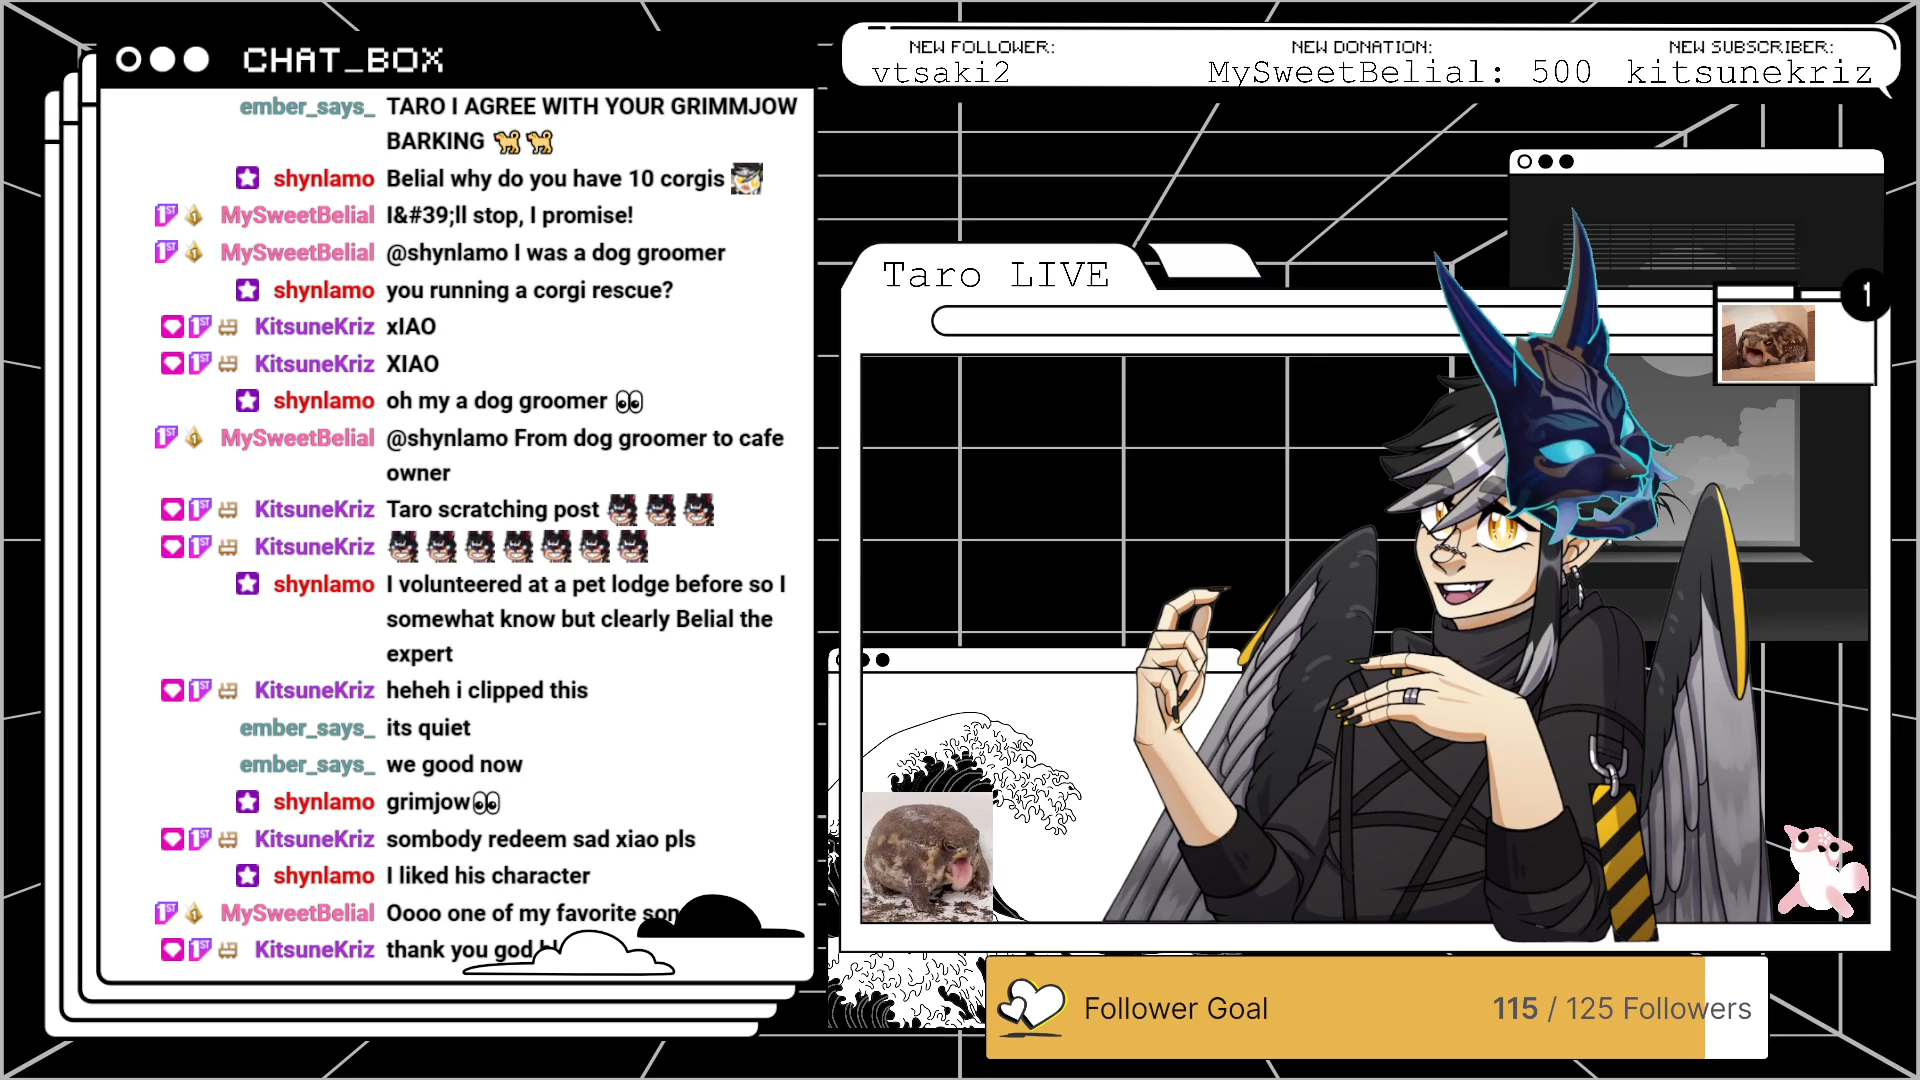 CHAT_BOX
ember_says_ TARO I AGREE WITH YOUR GRIMMJOW
BARKING
shynlamo Belial why do you have 10 corgis
MySweetBelial I&#39;ll stop, I promise!
MySweetBelial @shynlamo I was a dog groomer
shynlamo you running a corgi rescue?
KitsuneKriz xIAO
KitsuneKriz XIAO
shynlamo oh my a dog groomer
MySweetBelial @shynlamo From dog groomer to cafe
owner
KitsuneKriz Taro scratching post
KitsuneKriz
shynlamo I volunteered at a pet lodge before so I
somewhat know but clearly Belial the
expert
KitsuneKriz heheh i clipped this
ember_says_ its quiet
ember_says_ we good now
shynlamo grimjow
KitsuneKriz sombody redeem sad xiao pls
shynlamo I liked his character
MySweetBelial Oooo one of my favorite
KitsuneKriz thank you god
NEW FOLLOWER:
vtsaki2
NEW DONATION:
MySweetBelial: 500
NEW SUBSCRIBER:
kitsunekriz
Taro LIVE
1
Follower Goal
115 / 125 Followers